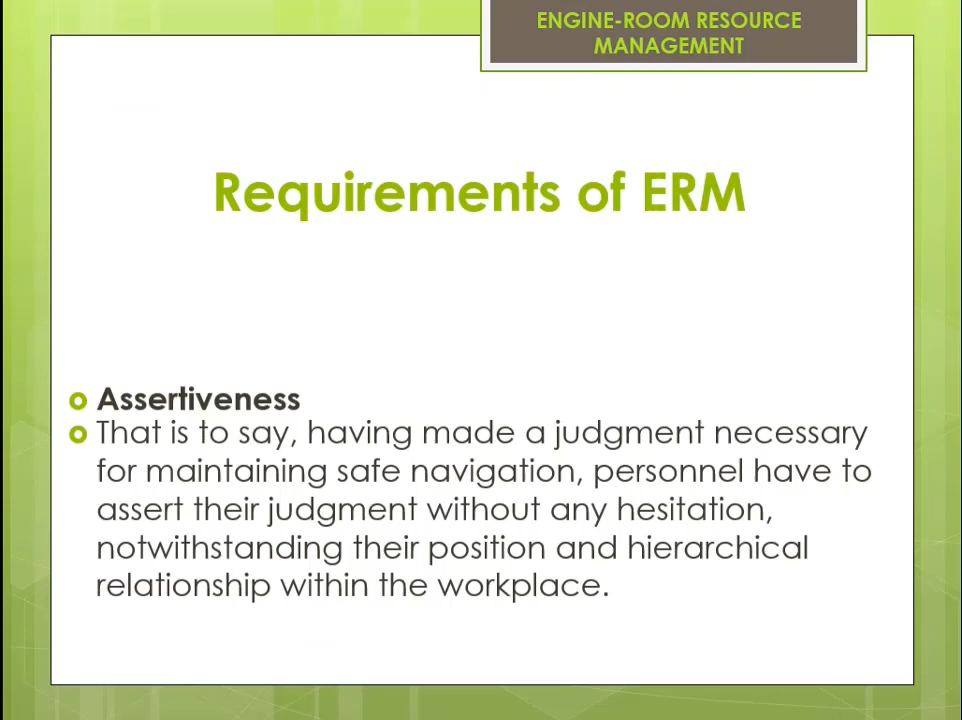 ENGINE-ROOM RESOURCE
MANAGEMENT
Requirements of ERM
Assertiveness
That is to say, having made a judgment necessary
for maintaining safe navigation, personnel have to
assert their judgment without any hesitation,
notwithstanding their position and hierarchical
relationship within the workplace.